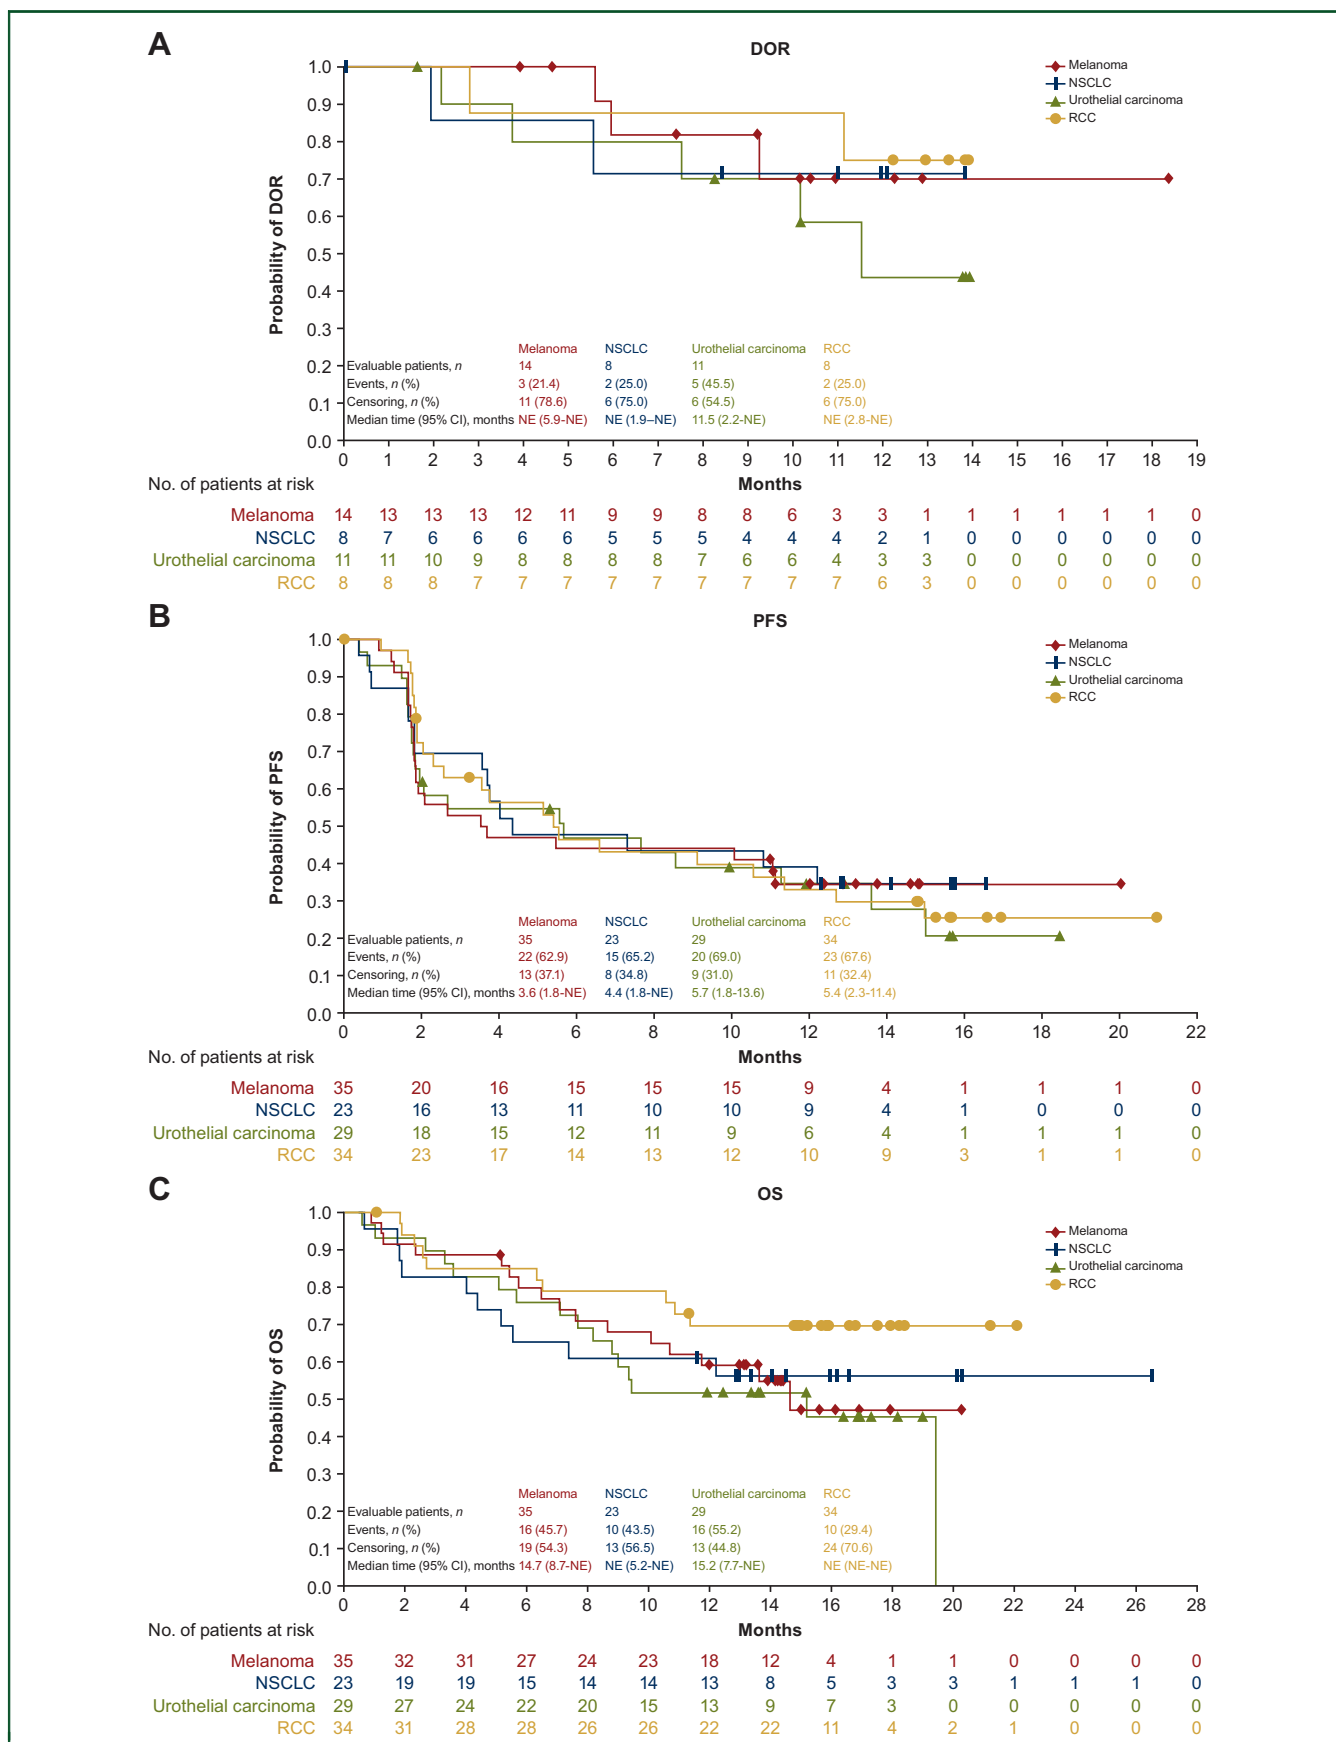 A
DOR
Melanoma
NSCLC
Urothelial carcinoma
RCC
Probability of DOR
1.0
0.9
0.8
0.7
0.6
0.5
0.4
0.3
0.2
0.1
0.0
Melanoma NSCLC Urothelial carcinoma RCC
Evaluable patients, n 14 8 11 8
Events, n (%) 3 (21.4) 2 (25.0) 5 (45.5) 2 (25.0)
Censoring, n (%) 11 (78.6) 6 (75.0) 6 (54.5) 6 (75.0)
Median time (95% CI), months NE (5.9-NE) NE (1.9–NE) 11.5 (2.2-NE) NE (2.8-NE)
0 1 2 3 4 5 6 7 8 9 10 11 12 13 14 15 16 17 18 19
No. of patients at risk Months
Melanoma 14 13 13 13 12 11 9 9 8 8 6 3 3 1 1 1 1 1 1 0
NSCLC 8 7 6 6 6 6 5 5 5 4 4 4 2 1 0 0 0 0 0 0
Urothelial carcinoma 11 11 10 9 8 8 8 8 7 6 6 4 3 3 0 0 0 0 0 0
RCC 8 8 8 7 7 7 7 7 7 7 7 7 6 3 0 0 0 0 0 0
B
PFS
Melanoma
NSCLC
Urothelial carcinoma
RCC
Probability of PFS
1.0
0.9
0.8
0.7
0.6
0.5
0.4
0.3
0.2
0.1
0.0
Melanoma NSCLC Urothelial carcinoma RCC
Evaluable patients, n 35 23 29 34
Events, n (%) 22 (62.9) 15 (65.2) 20 (69.0) 23 (67.6)
Censoring, n (%) 13 (37.1) 8 (34.8) 9 (31.0) 11 (32.4)
Median time (95% CI), months 3.6 (1.8-NE) 4.4 (1.8-NE) 5.7 (1.8-13.6) 5.4 (2.3-11.4)
0 2 4 6 8 10 12 14 16 18 20 22
No. of patients at risk Months
Melanoma 35 20 16 15 15 15 9 4 1 1 1 0
NSCLC 23 16 13 11 10 10 9 4 1 0 0 0
Urothelial carcinoma 29 18 15 12 11 9 6 4 1 1 1 0
RCC 34 23 17 14 13 12 10 9 3 1 1 0
C
OS
Melanoma
NSCLC
Urothelial carcinoma
RCC
Probability of OS
1.0
0.9
0.8
0.7
0.6
0.5
0.4
0.3
0.2
0.1
0.0
Melanoma NSCLC Urothelial carcinoma RCC
Evaluable patients, n 35 23 29 34
Events, n (%) 16 (45.7) 10 (43.5) 16 (55.2) 10 (29.4)
Censoring, n (%) 19 (54.3) 13 (56.5) 13 (44.8) 24 (70.6)
Median time (95% CI), months 14.7 (8.7-NE) NE (5.2-NE) 15.2 (7.7-NE) NE (NE-NE)
0 2 4 6 8 10 12 14 16 18 20 22 24 26 28
No. of patients at risk Months
Melanoma 35 32 31 27 24 23 18 12 4 1 1 0 0 0 0
NSCLC 23 19 19 15 14 14 13 8 5 3 3 1 1 1 0
Urothelial carcinoma 29 27 24 22 20 15 13 9 7 3 0 0 0 0 0
RCC 34 31 28 28 26 26 22 22 11 4 2 1 0 0 0